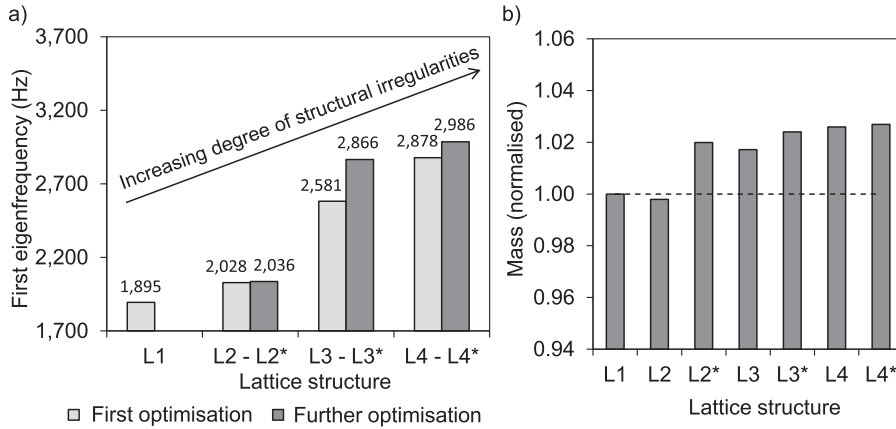 a)
3,700
3,200
2,700
2,200
1,700
First eigenfrequency (Hz)
Increasing degree of structural irregularities
1,895
2,028
2,036
2,581
2,866
2,878
2,986
L1
L2 - L2*
L3 - L3*
L4 - L4*
Lattice structure
First optimisation
Further optimisation
b)
1.06
1.04
1.02
1.00
0.98
0.96
0.94
Mass (normalised)
L1
L2
L2*
L3
L3*
L4
L4*
Lattice structure